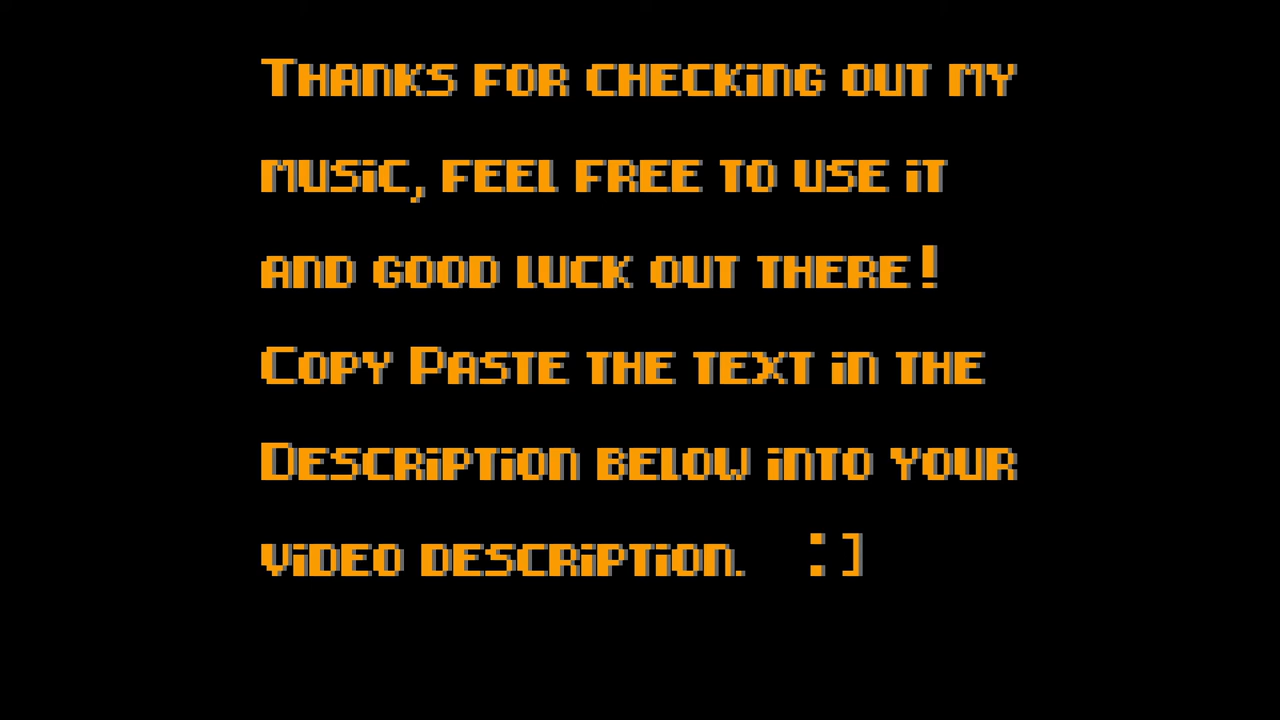 Thanks for checking out my
music, feel free to use it
and good luck out there!
Copy Paste the text in the
Description below into your
video description. :]